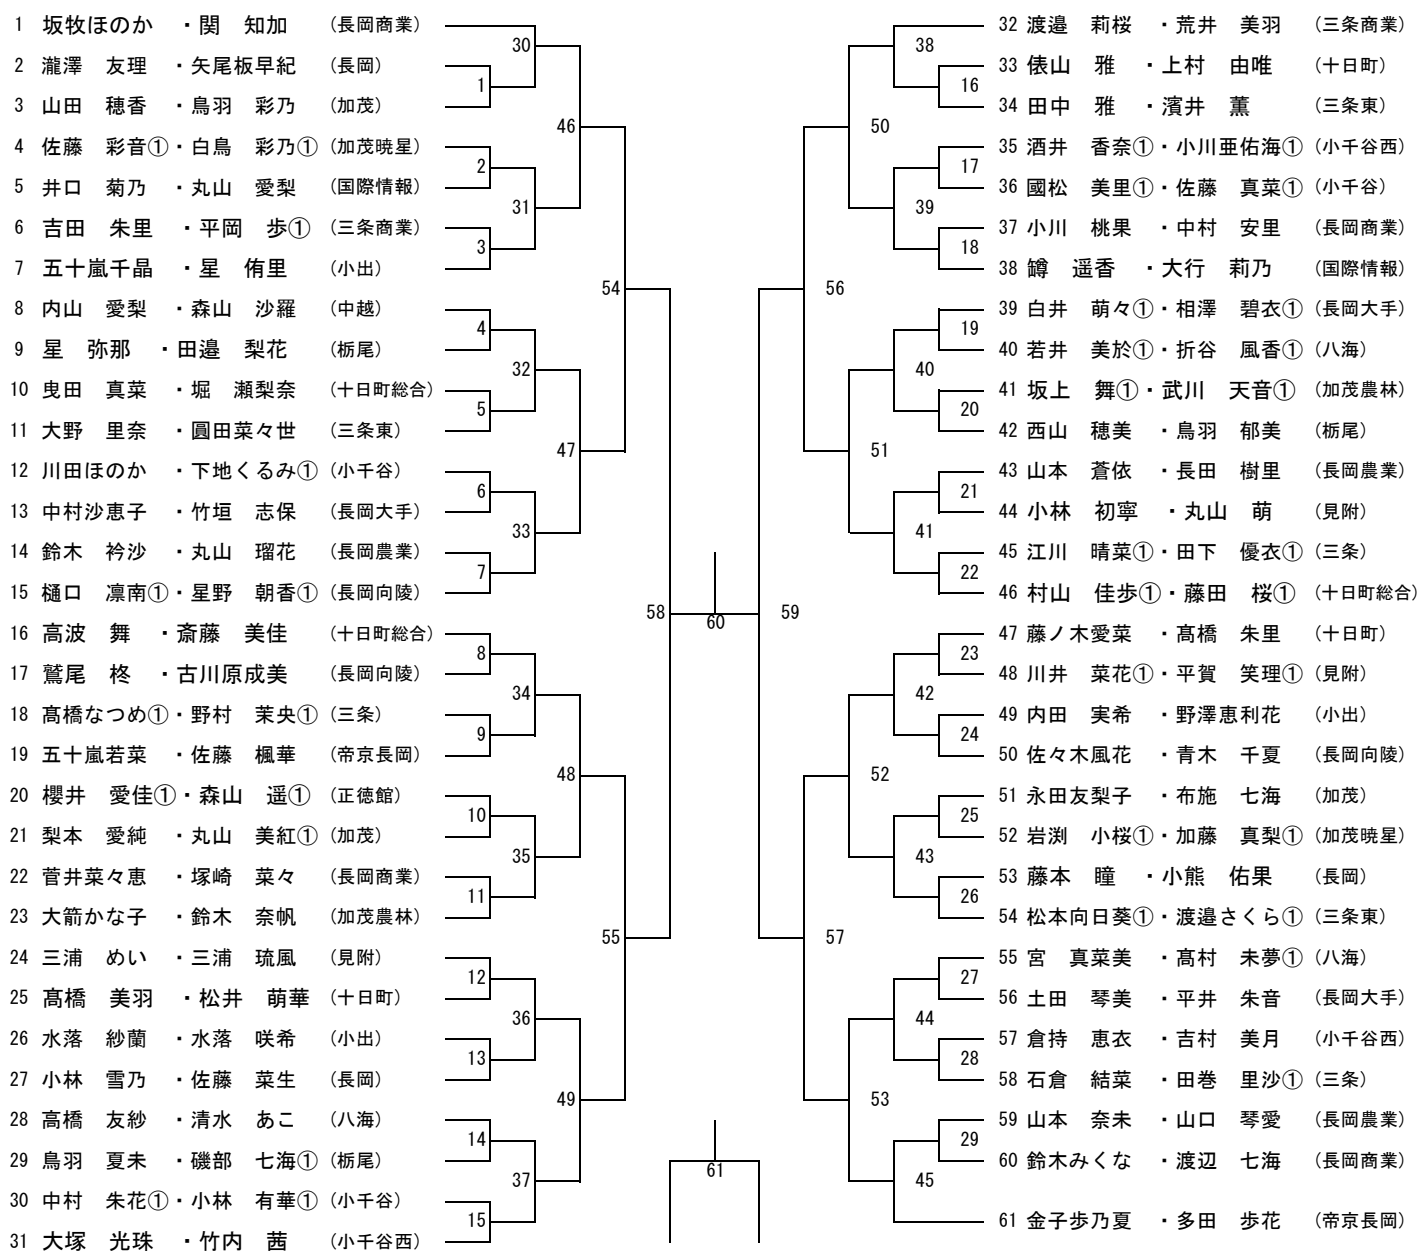 1 坂牧ほのか ・関 知加 (長岡商業)
2 瀧澤 友理 ・矢尾板早紀 (長岡)
3 山田 穂香 ・鳥羽 彩乃 (加茂)
4 佐藤 彩音①・白鳥 彩乃① (加茂暁星)
5 井口 菊乃 ・丸山 愛梨 (国際情報)
6 吉田 朱里 ・平岡 歩① (三条商業)
7 五十嵐千晶 ・星 侑里 (小出)
8 内山 愛梨 ・森山 沙羅 (中越)
9 星 弥那 ・田邉 梨花 (栃尾)
10 曳田 真菜 ・堀 瀬梨奈 (十日町総合)
11 大野 里奈 ・圓田菜々世 (三条東)
12 川田ほのか ・下地くるみ① (小千谷)
13 中村沙恵子 ・竹垣 志保 (長岡大手)
14 鈴木 衿沙 ・丸山 瑠花 (長岡農業)
15 樋口 凛南①・星野 朝香① (長岡向陵)
16 高波 舞 ・斎藤 美佳 (十日町総合)
17 鷲尾 柊 ・古川原成美 (長岡向陵)
18 髙橋なつめ①・野村 茉央① (三条)
19 五十嵐若菜 ・佐藤 楓華 (帝京長岡)
20 櫻井 愛佳①・森山 遥① (正徳館)
21 梨本 愛純 ・丸山 美紅① (加茂)
22 菅井菜々恵 ・塚崎 菜々 (長岡商業)
23 大箭かな子 ・鈴木 奈帆 (加茂農林)
24 三浦 めい ・三浦 琉風 (見附)
25 髙橋 美羽 ・松井 萌華 (十日町)
26 水落 紗蘭 ・水落 咲希 (小出)
27 小林 雪乃 ・佐藤 菜生 (長岡)
28 高橋 友紗 ・清水 あこ (八海)
29 鳥羽 夏未 ・磯部 七海① (栃尾)
30 中村 朱花①・小林 有華① (小千谷)
31 大塚 光珠 ・竹内 茜 (小千谷西)
1
2
3
4
5
6
7
8
9
10
11
12
13
14
15
30
31
32
33
34
35
36
37
46
47
48
49
54
55
58
60
61
59
56
57
50
51
52
53
38
39
40
41
42
43
44
45
16
17
18
19
20
21
22
23
24
25
26
27
28
29
32 渡邉 莉桜 ・荒井 美羽 (三条商業)
33 俵山 雅 ・上村 由唯 (十日町)
34 田中 雅 ・濱井 薫 (三条東)
35 酒井 香奈①・小川亜佑海① (小千谷西)
36 國松 美里①・佐藤 真菜① (小千谷)
37 小川 桃果 ・中村 安里 (長岡商業)
38 鐏 遥香 ・大行 莉乃 (国際情報)
39 白井 萌々①・相澤 碧衣① (長岡大手)
40 若井 美於①・折谷 風香① (八海)
41 坂上 舞①・武川 天音① (加茂農林)
42 西山 穂美 ・鳥羽 郁美 (栃尾)
43 山本 蒼依 ・長田 樹里 (長岡農業)
44 小林 初寧 ・丸山 萌 (見附)
45 江川 晴菜①・田下 優衣① (三条)
46 村山 佳歩①・藤田 桜① (十日町総合)
47 藤ノ木愛菜 ・髙橋 朱里 (十日町)
48 川井 菜花①・平賀 笑理① (見附)
49 内田 実希 ・野澤恵利花 (小出)
50 佐々木風花 ・青木 千夏 (長岡向陵)
51 永田友梨子 ・布施 七海 (加茂)
52 岩渕 小桜①・加藤 真梨① (加茂暁星)
53 藤本 瞳 ・小熊 佑果 (長岡)
54 松本向日葵①・渡邉さくら① (三条東)
55 宮 真菜美 ・髙村 未夢① (八海)
56 土田 琴美 ・平井 朱音 (長岡大手)
57 倉持 恵衣 ・吉村 美月 (小千谷西)
58 石倉 結菜 ・田巻 里沙① (三条)
59 山本 奈未 ・山口 琴愛 (長岡農業)
60 鈴木みくな ・渡辺 七海 (長岡商業)
61 金子歩乃夏 ・多田 歩花 (帝京長岡)